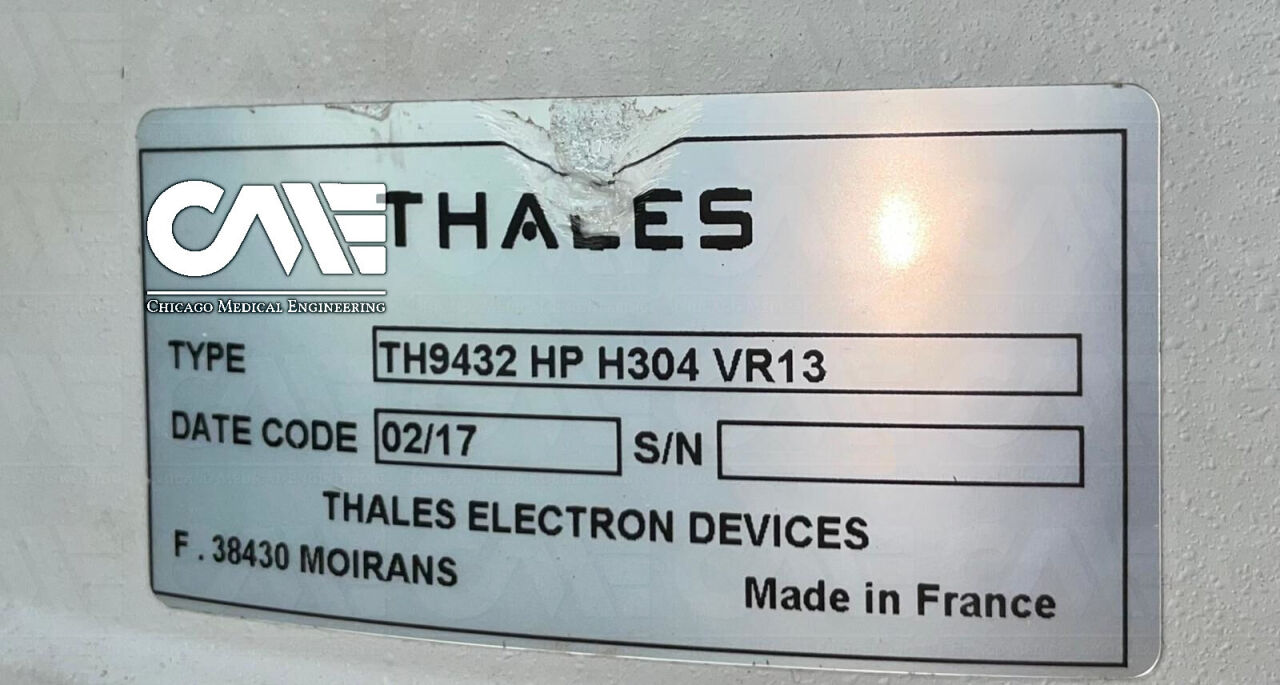 CME THALES
CHICAGO MEDICAL ENGINEERING
TYPE TH9432 HP H304 VR13
DATE CODE 02/17 S/N
THALES ELECTRON DEVICES
F . 38430 MOIRANS
Made in France